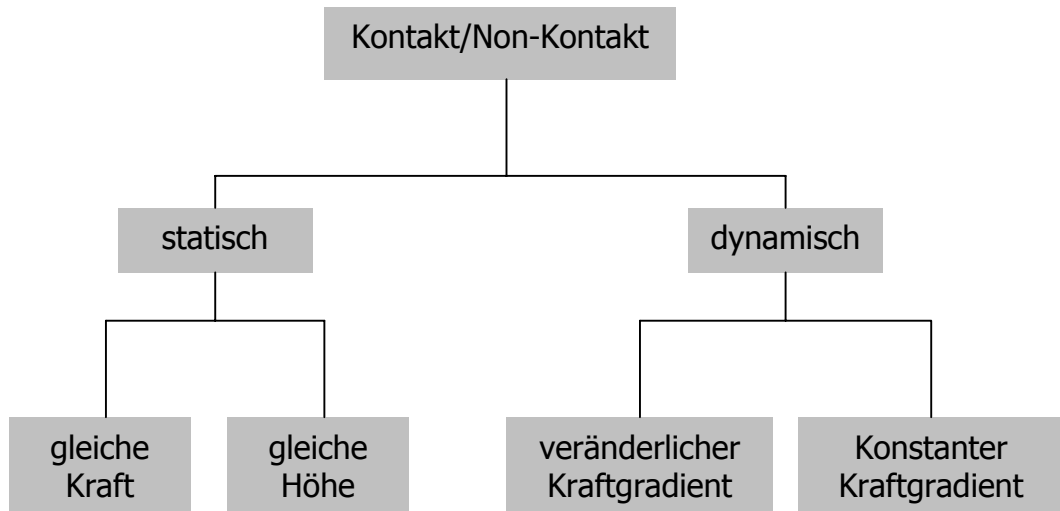 Kontakt/Non-Kontakt
statisch
dynamisch
gleiche
Kraft
gleiche
Höhe
veränderlicher
Kraftgradient
Konstanter
Kraftgradient